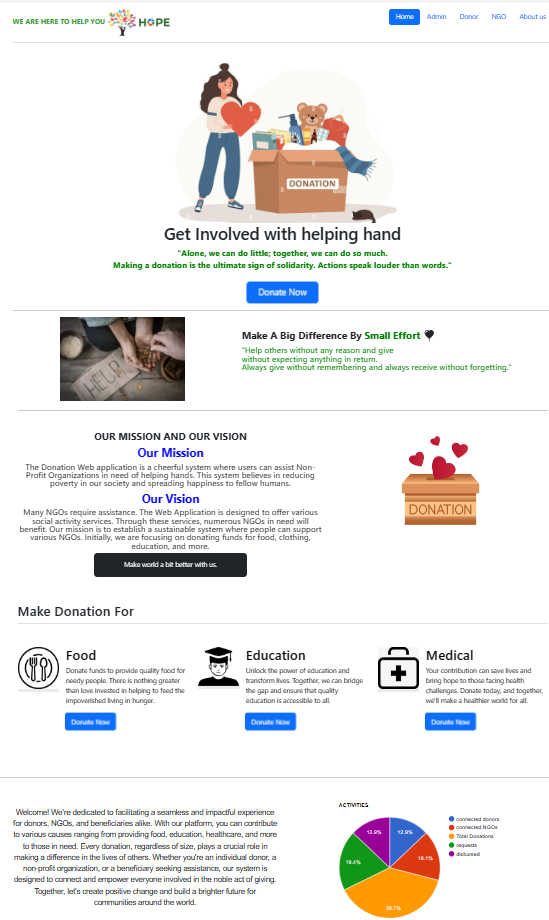 WE ARE HERE TO HELP YOU HOPE
Home Admin Donor NGO About us
DONATION
Get Involved with helping hand
"Alone, we can do little; together, we can do so much.
Making a donation is the ultimate sign of solidarity. Actions speak louder than words."
Donate Now
HELP
Make A Big Difference By Small Effort
"Help others without any reason and give
without expecting anything in return.
Always give without remembering and always receive without forgetting."
OUR MISSION AND OUR VISION
Our Mission
The Donation Web application is a cheerful system where users can assist Non-
Profit Organizations in need of helping hands. This system believes in reducing
poverty in our society and spreading happiness to fellow humans.
Our Vision
Many NGOs require assistance. The Web Application is designed to offer various
social activity services. Through these services, numerous NGOs in need will
benefit. Our mission is to establish a sustainable system where people can support
various NGOs. Initially, we are focusing on donating funds for food, clothing,
education, and more.
Make world a bit better with us.
DONATION
Make Donation For
Food
Donate funds to provide quality food for
needy people. There is nothing greater
than love invested in helping to feed the
impoverished living in hunger.
Donate Now
Education
Unlock the power of education and
transform lives. Together, we can bridge
the gap and ensure that quality
education is accessible to all.
Donate Now
Medical
Your contribution can save lives and
bring hope to those facing health
challenges. Donate today, and together,
we'll make a healthier world for all.
Donate Now
Welcome! We're dedicated to facilitating a seamless and impactful experience
for donors, NGOs, and beneficiaries alike. With our platform, you can contribute
to various causes ranging from providing food, education, healthcare, and more
to those in need. Every donation, regardless of size, plays a crucial role in
making a difference in the lives of others. Whether you're an individual donor, a
non-profit organization, or a beneficiary seeking assistance, our system is
designed to connect and empower everyone involved in the noble act of giving.
Together, let's create positive change and build a brighter future for
communities around the world.
ACTIVITIES
12.9%
12.9%
16.1%
19.4%
38.7%
connected donors
connected NGOs
Total Donations
requests
disbursed